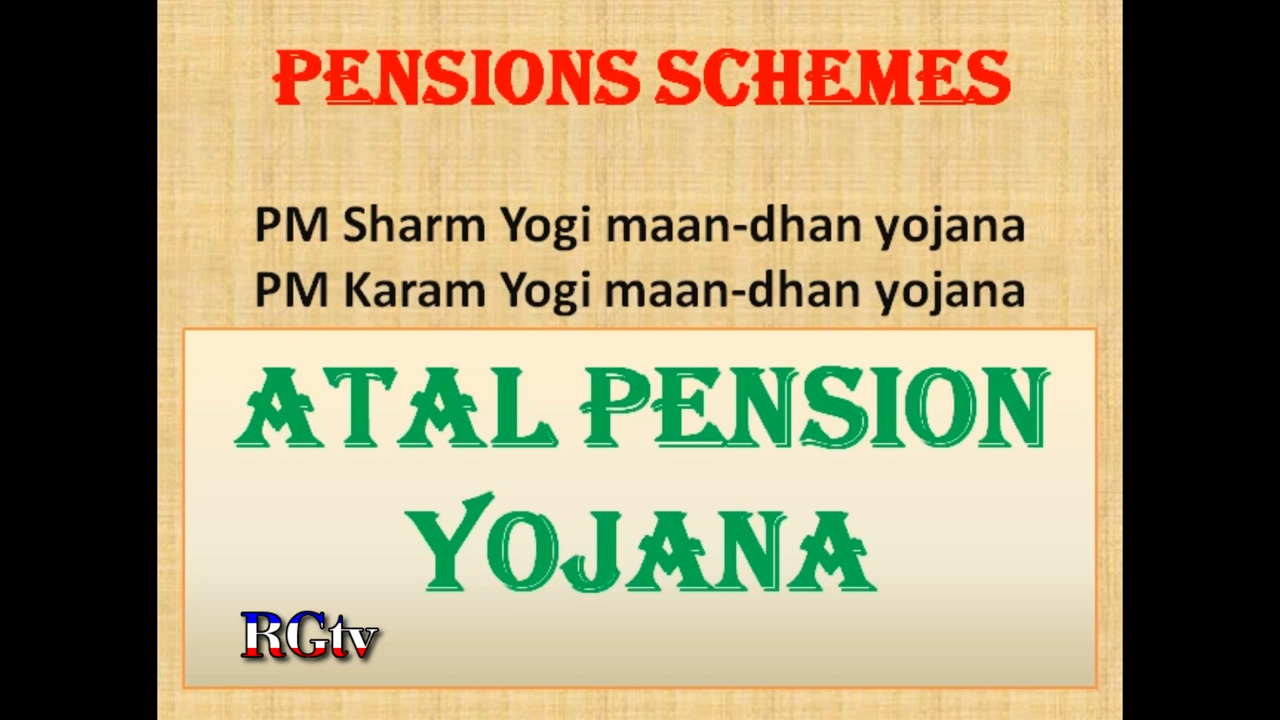 PENSIONS SCHEMES
PM Sharm Yogi maan-dhan yojana
PM Karam Yogi maan-dhan yojana
ATAL PENSION
YOJANA
RGtv